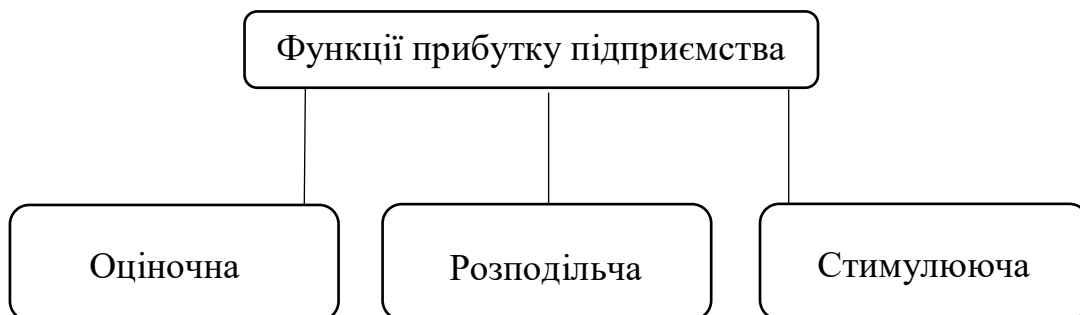 Функції прибутку підприємства
Оціночна
Розподільча
Стимулююча